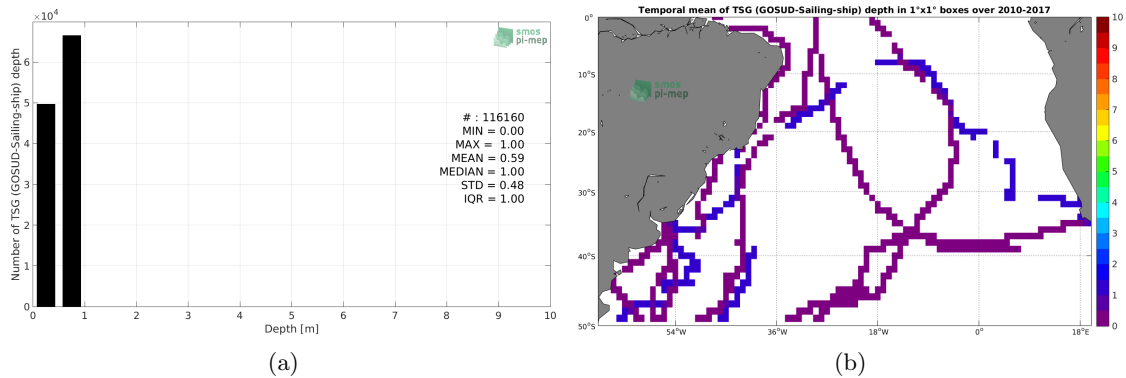 ×10^4
smos
pi-mep
# : 116160
MIN = 0.00
MAX = 1.00
MEAN = 0.59
MEDIAN = 1.00
STD = 0.48
IQR = 1.00
Number of TSG (GOSUD-Sailing-ship) depth
6
5
4
3
2
1
0
0 1 2 3 4 5 6 7 8 9 10
Depth [m]
(a)
Temporal mean of TSG (GOSUD-Sailing-ship) depth in 1°x1° boxes over 2010-2017
smos
pi-mep
0°
10°S
20°S
30°S
40°S
50°S
54°W 36°W 18°W 0° 18°E
10
9
8
7
6
5
4
3
2
1
0
(b)